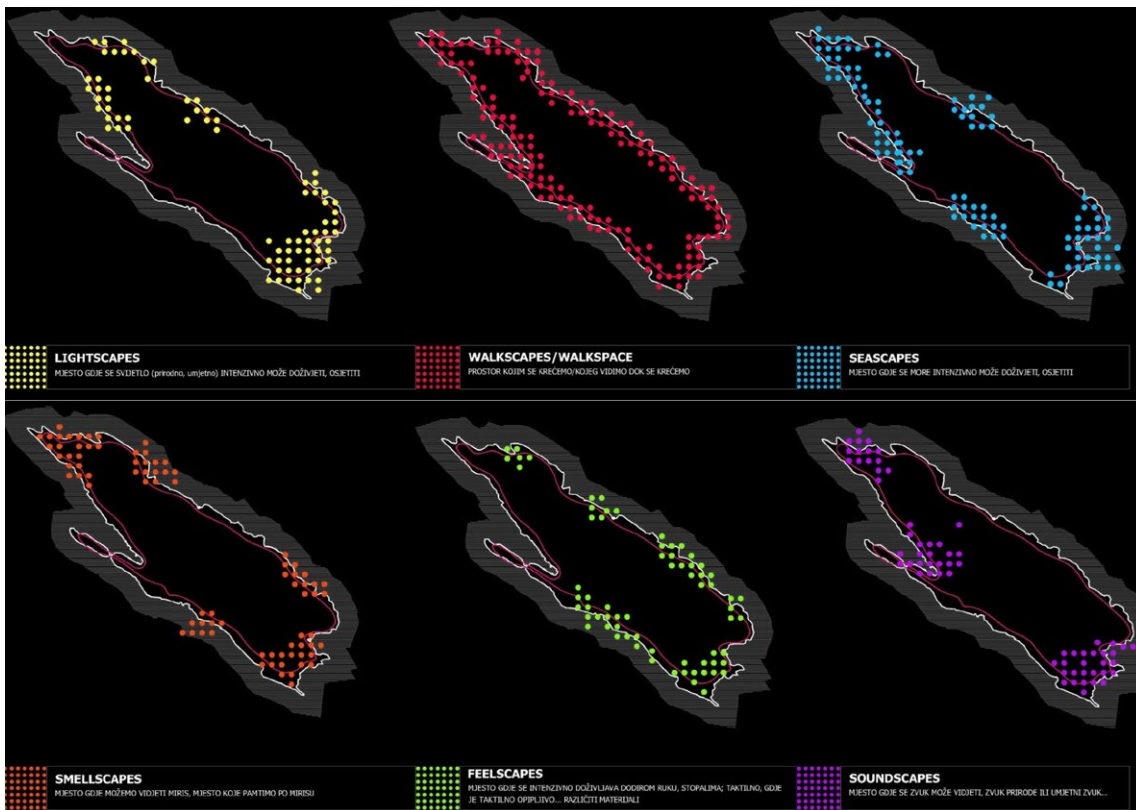 LIGHTSCAPES
MJESTO GDJE SE SVIJETLO (prirodno, umjetno) INTENZIVNO MOŽE DOŽIVJETI, OSJETITI
WALKSCAPES/WALKSPACE
PROSTOR KOJIM SE KREĆEMO/KOJEG VIDIMO DOK SE KREĆEMO
SEASCAPES
MJESTO GDJE SE MORE INTENZIVNO MOŽE DOŽIVJETI, OSJETITI
SMELLSCAPES
MJESTO GDJE MOŽEMO VIDJETI MIRIS, MJESTO KOJE PAMTIMO PO MIRISU
FEELSCAPES
MJESTO GDJE SE INTENZIVNO DOŽIVLJAVA DODIROM RUKU, STOPALIMA; TAKTILNO, GDJE
JE TAKTILNO OPIPLJIVO... RAZLIČITI MATERIJALI
SOUNDSCAPES
MJESTO GDJE SE ZVUK MOŽE VIDJETI, ZVUK PRIRODE ILI UMJETNI ZVUK...